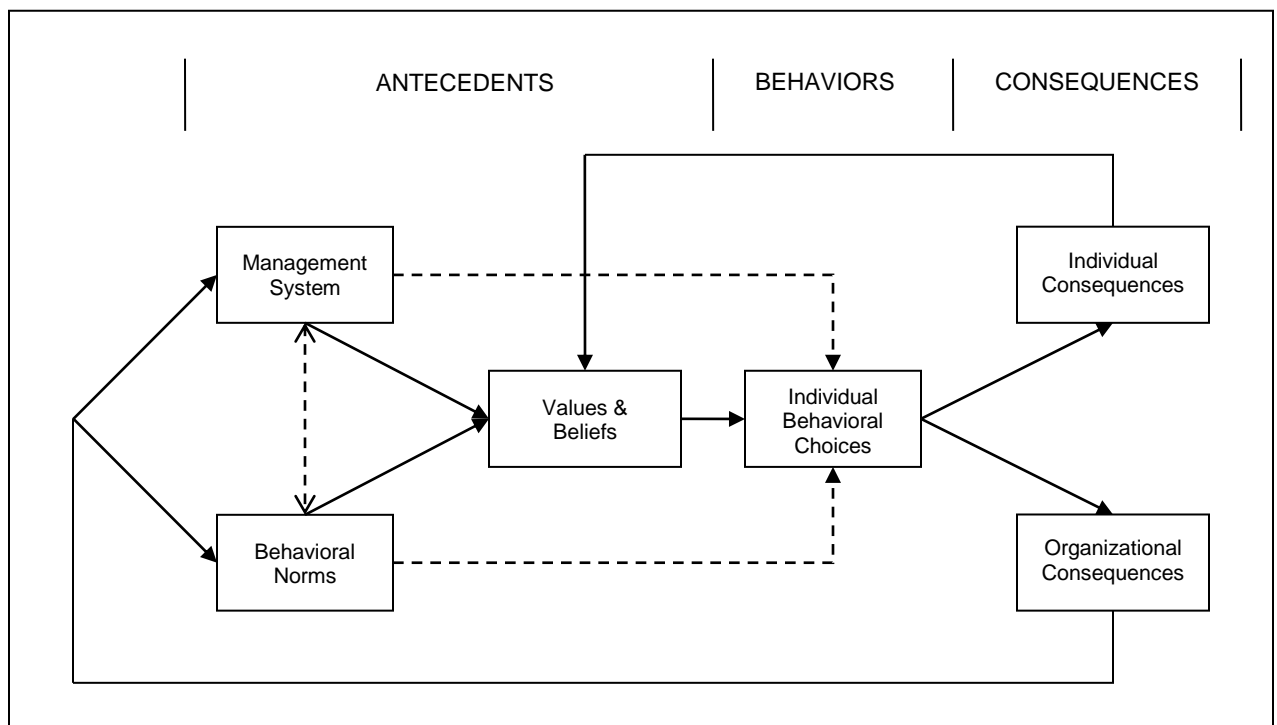 ANTECEDENTS
BEHAVIORS
CONSEQUENCES
Management
System
Individual
Consequences
Values &
Beliefs
Individual
Behavioral
Choices
Behavioral
Norms
Organizational
Consequences